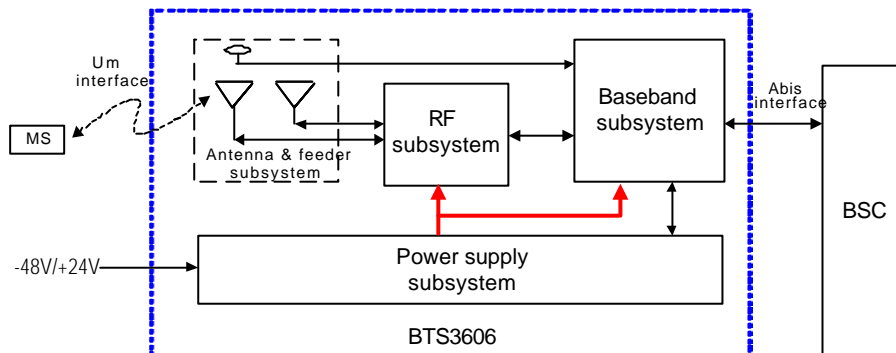 Um
interface
MS
Antenna & feeder
subsystem
RF
subsystem
Baseband
subsystem
Abis
interface
BSC
-48V/+24V
Power supply
subsystem
BTS3606